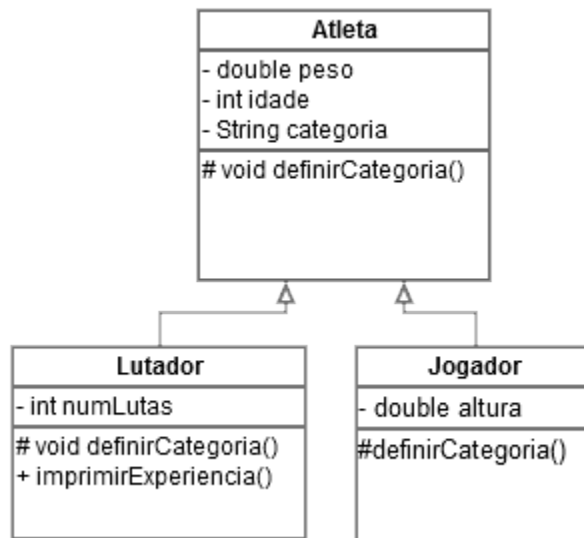 Atleta
- double peso
- int idade
- String categoria
# void definirCategoria()
Lutador
- int numLutas
# void definirCategoria()
+ imprimirExperiencia()
Jogador
- double altura
#definirCategoria()